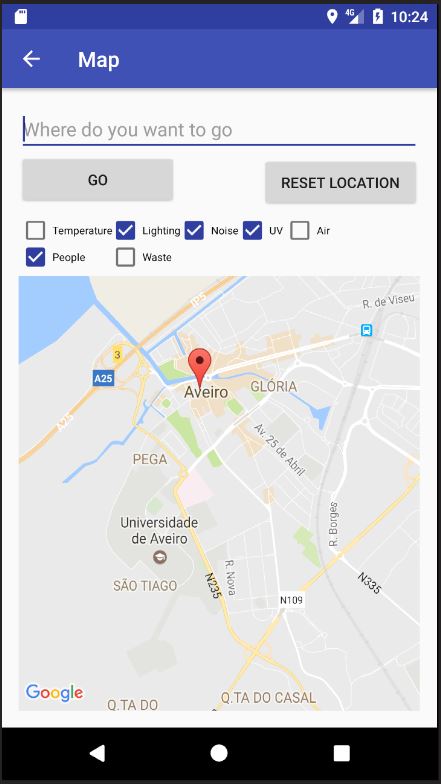 4G 10:24
Map
Where do you want to go
GO
RESET LOCATION
Temperature Lighting Noise UV Air
People Waste
IP5
R. de Viseu
3
A25
Aveiro
GLÓRIA
A25
Av. 25 de Abril
PEGA
Universidade
de Aveiro
R. Borges
SÃO TIAGO
N235
R. Nova
N109
N335
Google
Q.TA DO
Q.TA DO CASAL